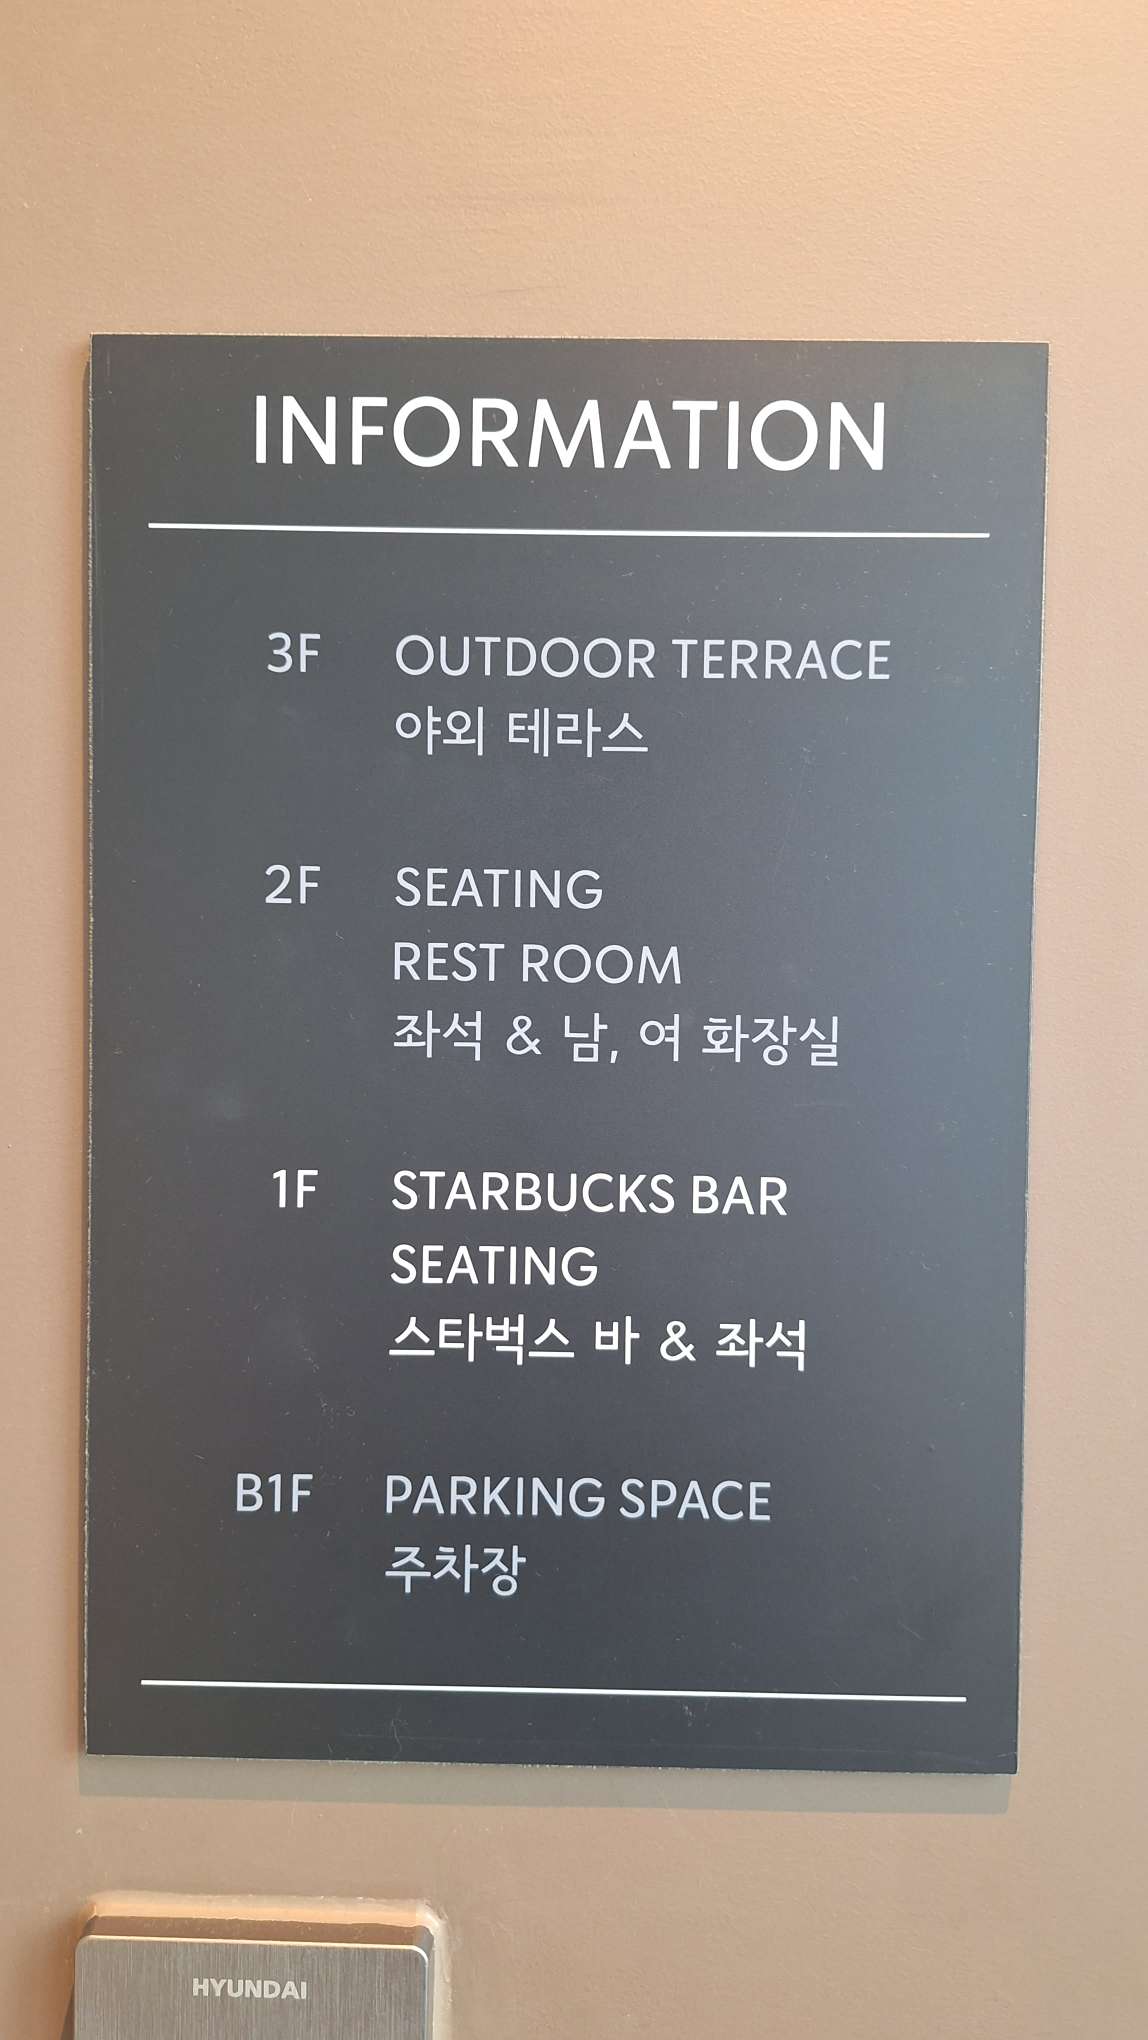 INFORMATION
3F OUTDOOR TERRACE
야외 테라스
2F SEATING
REST ROOM
좌석 & 남, 여 화장실
1F STARBUCKS BAR
SEATING
스타벅스 바 & 좌석
B1F PARKING SPACE
주차장
HYUNDAI